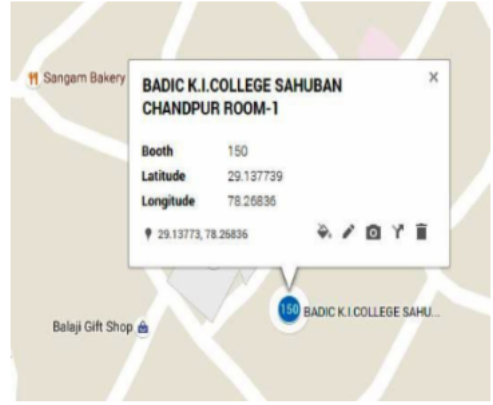 Sangam Bakery
BADIC K.I.COLLEGE SAHUBAN
CHANDPUR ROOM-1
×
Booth 150
Latitude 29.137739
Longitude 78.26836
29.13773, 78.26836
Balaji Gift Shop
150 BADIC K.I.COLLEGE SAHU...